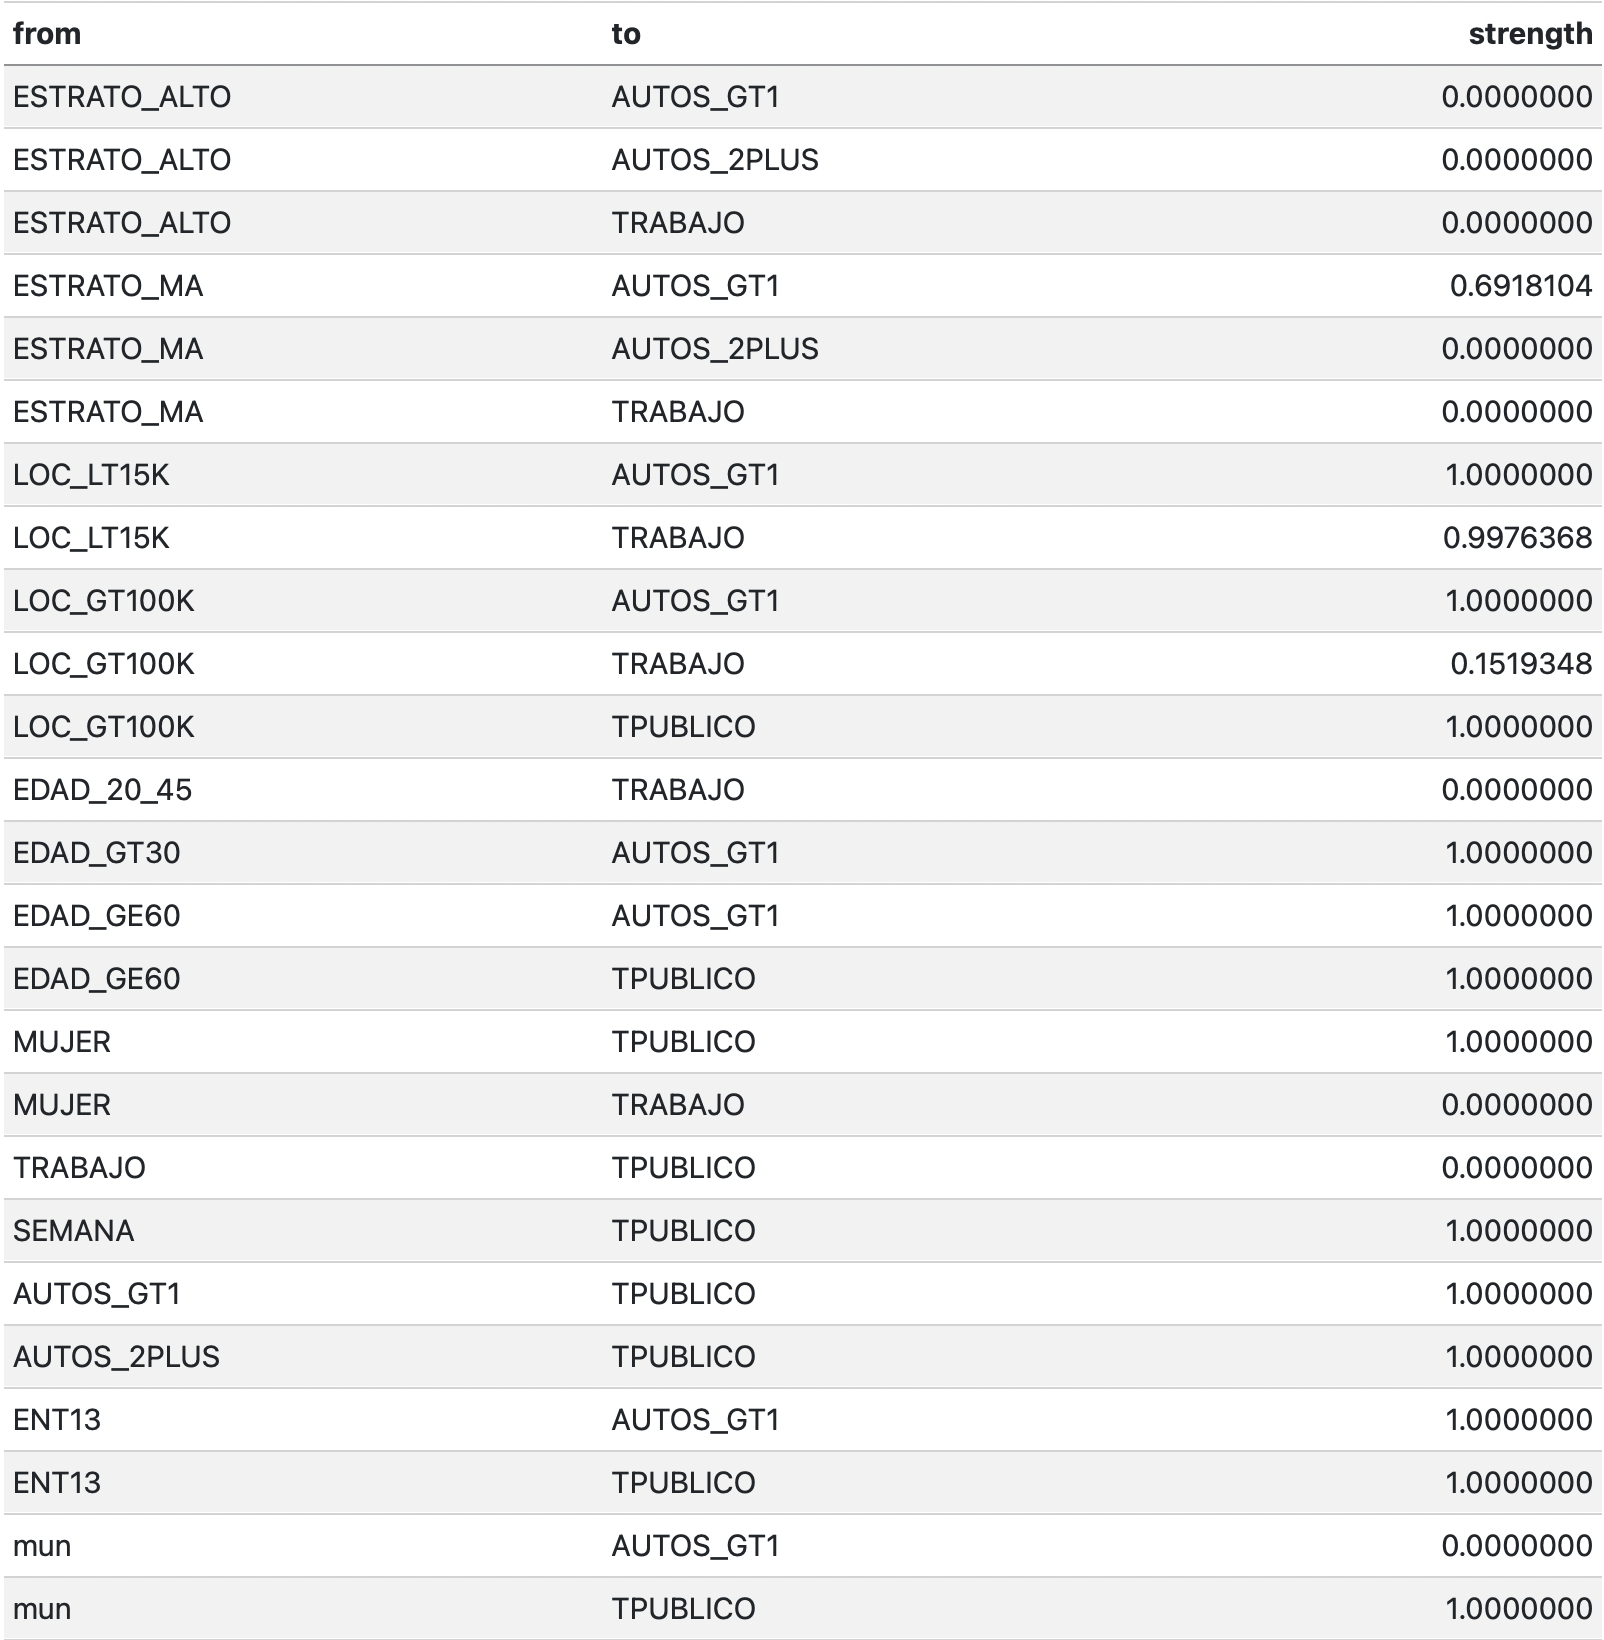 from to strength
ESTRATO_ALTO AUTOS_GT1 0.0000000
ESTRATO_ALTO AUTOS_2PLUS 0.0000000
ESTRATO_ALTO TRABAJO 0.0000000
ESTRATO_MA AUTOS_GT1 0.6918104
ESTRATO_MA AUTOS_2PLUS 0.0000000
ESTRATO_MA TRABAJO 0.0000000
LOC_LT15K AUTOS_GT1 1.0000000
LOC_LT15K TRABAJO 0.9976368
LOC_GT100K AUTOS_GT1 1.0000000
LOC_GT100K TRABAJO 0.1519348
LOC_GT100K TPUBLICO 1.0000000
EDAD_20_45 TRABAJO 0.0000000
EDAD_GT30 AUTOS_GT1 1.0000000
EDAD_GE60 AUTOS_GT1 1.0000000
EDAD_GE60 TPUBLICO 1.0000000
MUJER TPUBLICO 1.0000000
MUJER TRABAJO 0.0000000
TRABAJO TPUBLICO 0.0000000
SEMANA TPUBLICO 1.0000000
AUTOS_GT1 TPUBLICO 1.0000000
AUTOS_2PLUS TPUBLICO 1.0000000
ENT13 AUTOS_GT1 1.0000000
ENT13 TPUBLICO 1.0000000
mun AUTOS_GT1 0.0000000
mun TPUBLICO 1.0000000